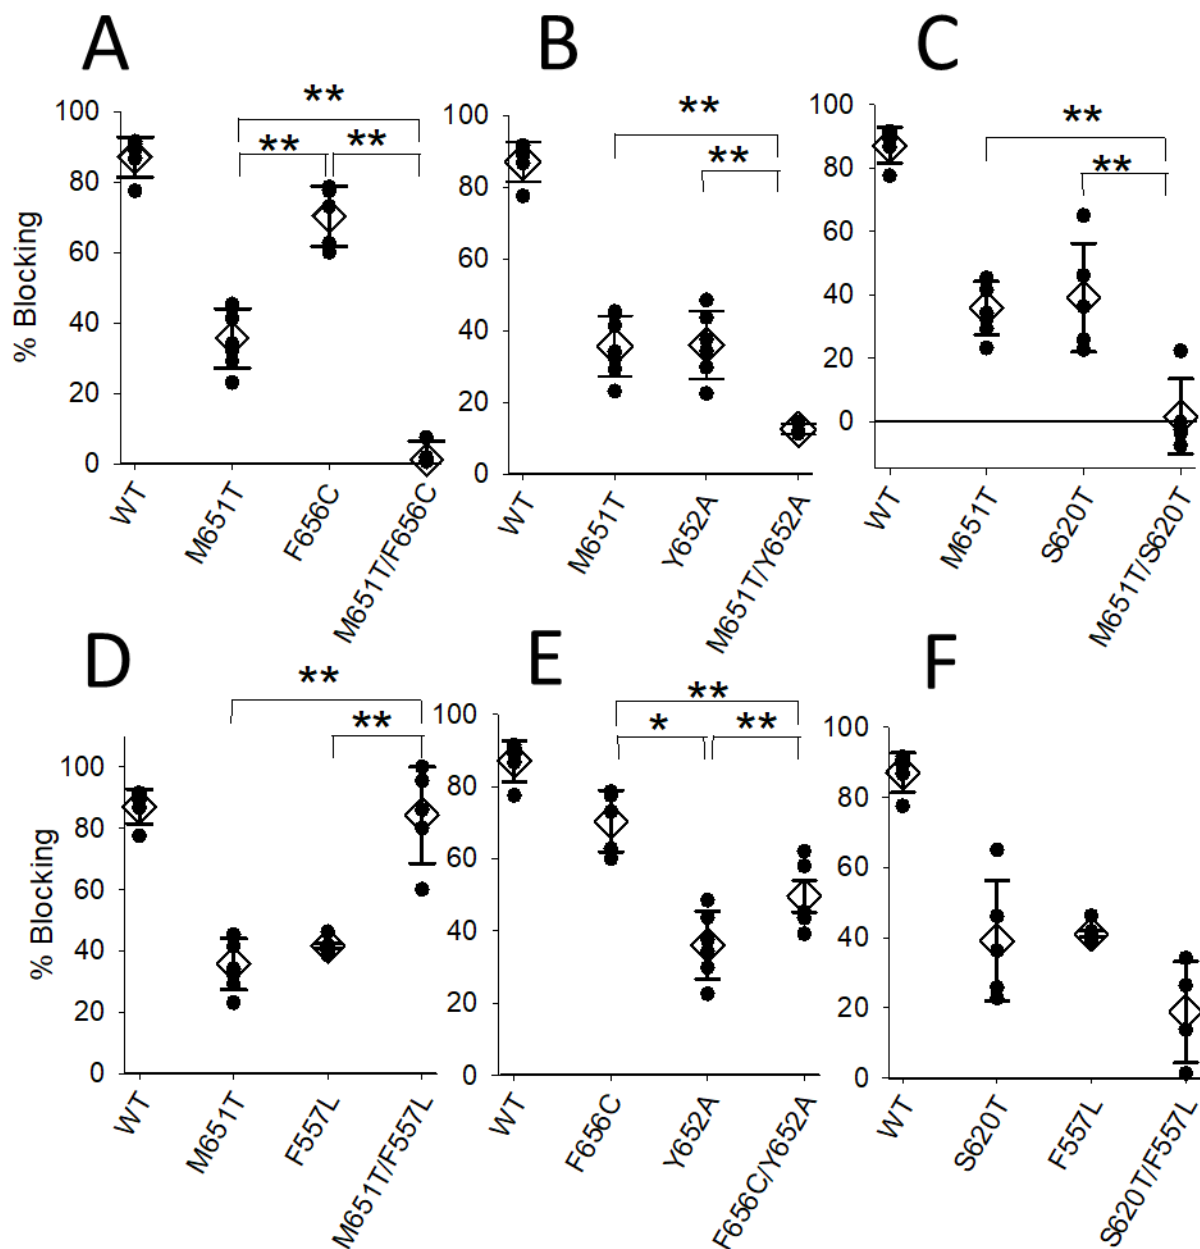 A
B
C
**
** **
100
80
60
40
20
0
% Blocking
WT
M651T
F656C
M651T/F656C
**
**
100
80
60
40
20
0
WT
M651T
Y652A
M651T/Y652A
**
**
100
80
60
40
20
0
WT
M651T
S620T
M651T/S620T
D
E
F
**
**
100
80
60
40
20
0
% Blocking
WT
M651T
F557L
M651T/F557L
**
* **
100
80
60
40
20
0
WT
F656C
Y652A
F656C/Y652A
100
80
60
40
20
0
WT
S620T
F557L
S620T/F557L